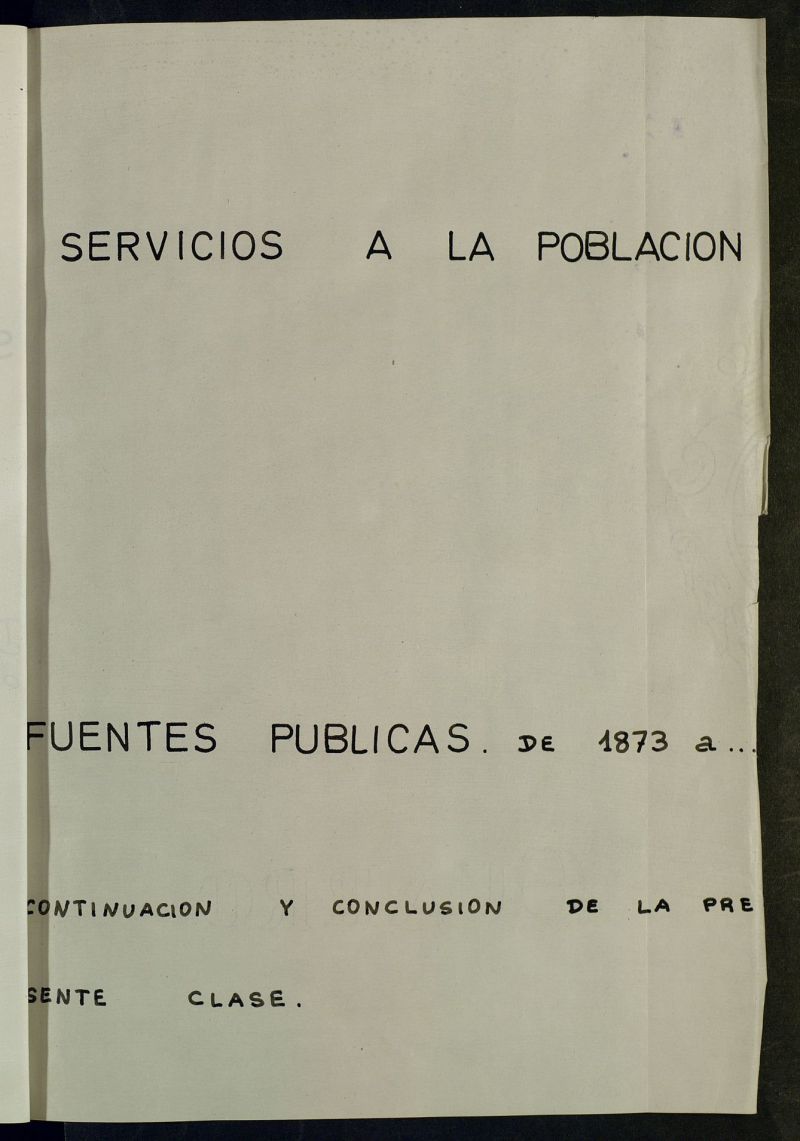 SERVICIOS A LA POBLACION
FUENTES PUBLICAS. DE 1873 a...
CONTINUACION Y CONCLUSION DE LA PRE
SENTE CLASE.